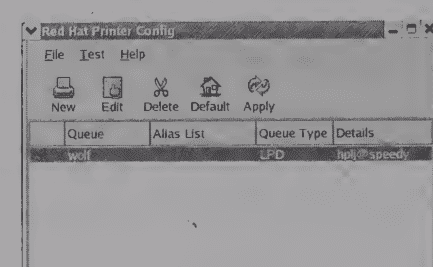 Red Hat Printer Config
File Test Help
New Edit Delete Default Apply
Queue Alias List Queue Type Details
wolf LPD hplj@speedy